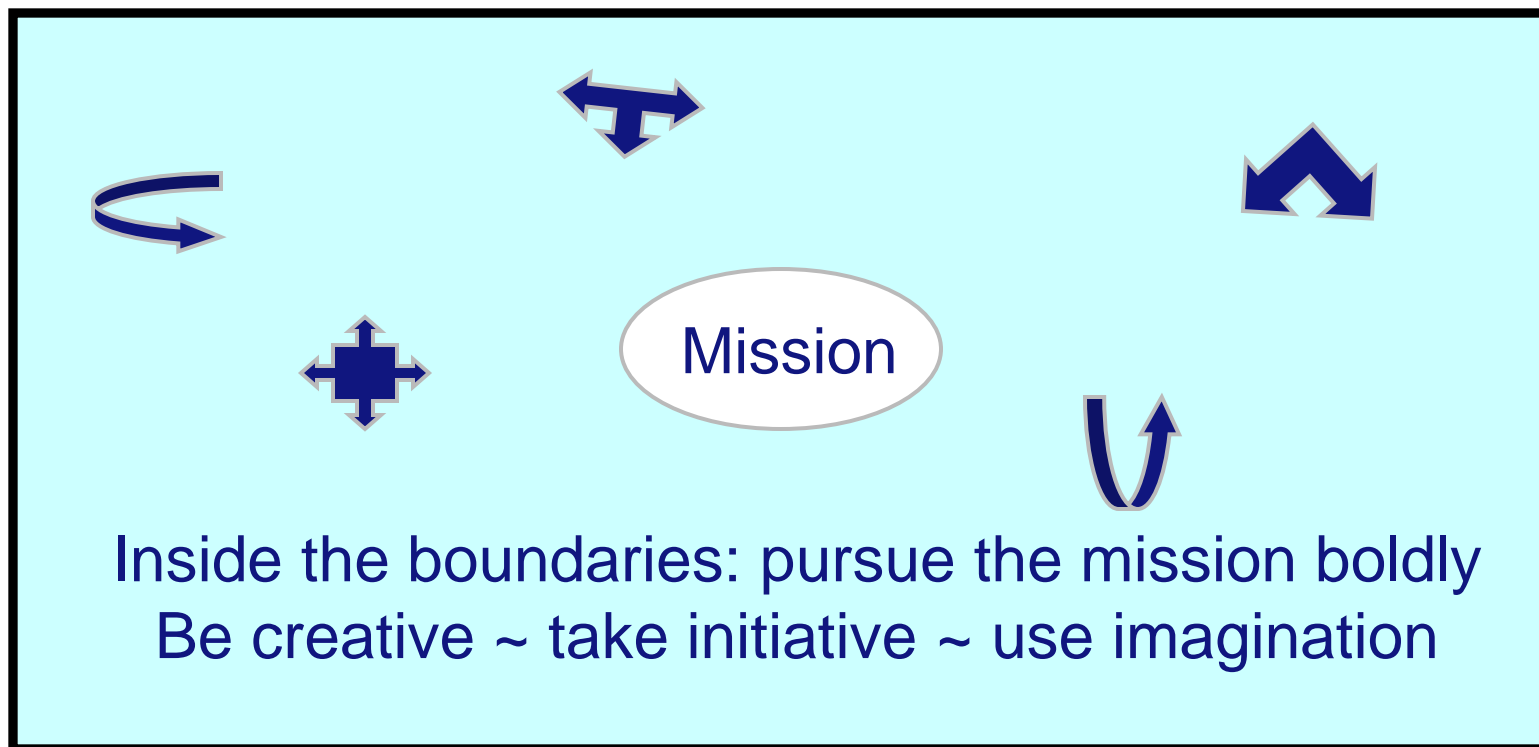 Mission
Inside the boundaries: pursue the mission boldly
Be creative ~ take initiative ~ use imagination